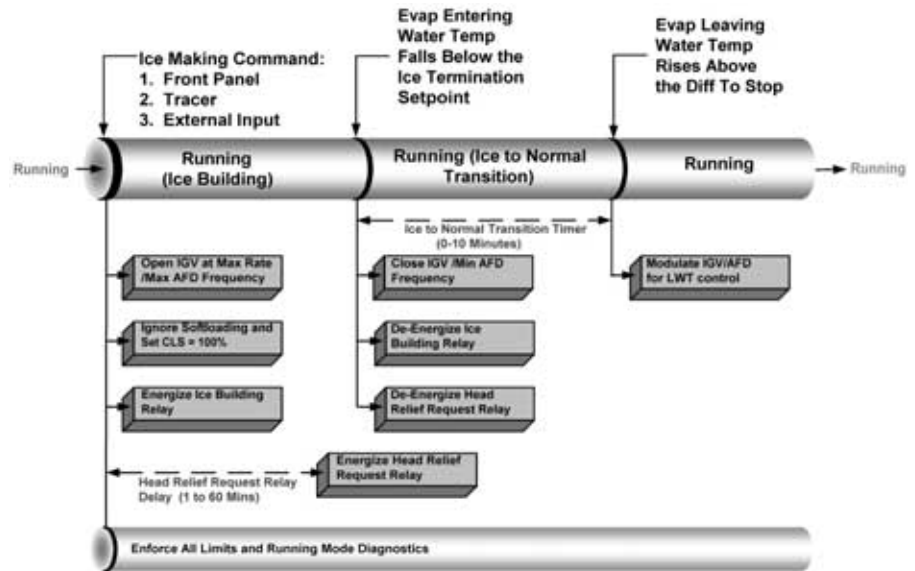 Ice Making Command:
1. Front Panel
2. Tracer
3. External Input
Evap Entering
Water Temp
Falls Below the
Ice Termination
Setpoint
Evap Leaving
Water Temp
Rises Above
the Diff To Stop
Running
Running
(Ice Building)
Running (Ice to Normal
Transition)
Running
Running
Ice to Normal Transition Timer
(0-10 Minutes)
Open IGV at Max Rate
/Max AFD Frequency
Close IGV /Min AFD
Frequency
Modulate IGV/AFD
for LWT control
Ignore Softloading and
Set CLS = 100%
De-Energize Ice
Building Relay
Energize Ice Building
Relay
De-Energize Head
Relief Request Relay
Head Relief Request Relay
Delay (1 to 60 Mins)
Energize Head Relief
Request Relay
Enforce All Limits and Running Mode Diagnostics